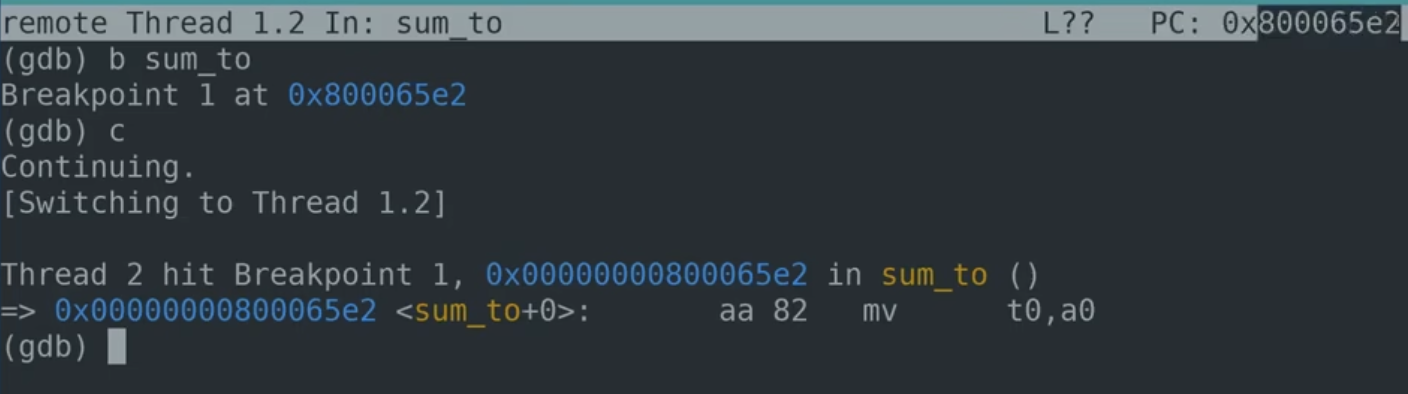 remote Thread 1.2 In: sum_to L?? PC: 0x800065e2
(gdb) b sum_to
Breakpoint 1 at 0x800065e2
(gdb) c
Continuing.
[Switching to Thread 1.2]
Thread 2 hit Breakpoint 1, 0x00000000800065e2 in sum_to ()
=> 0x00000000800065e2 <sum_to+0>: aa 82 mv t0,a0
(gdb)